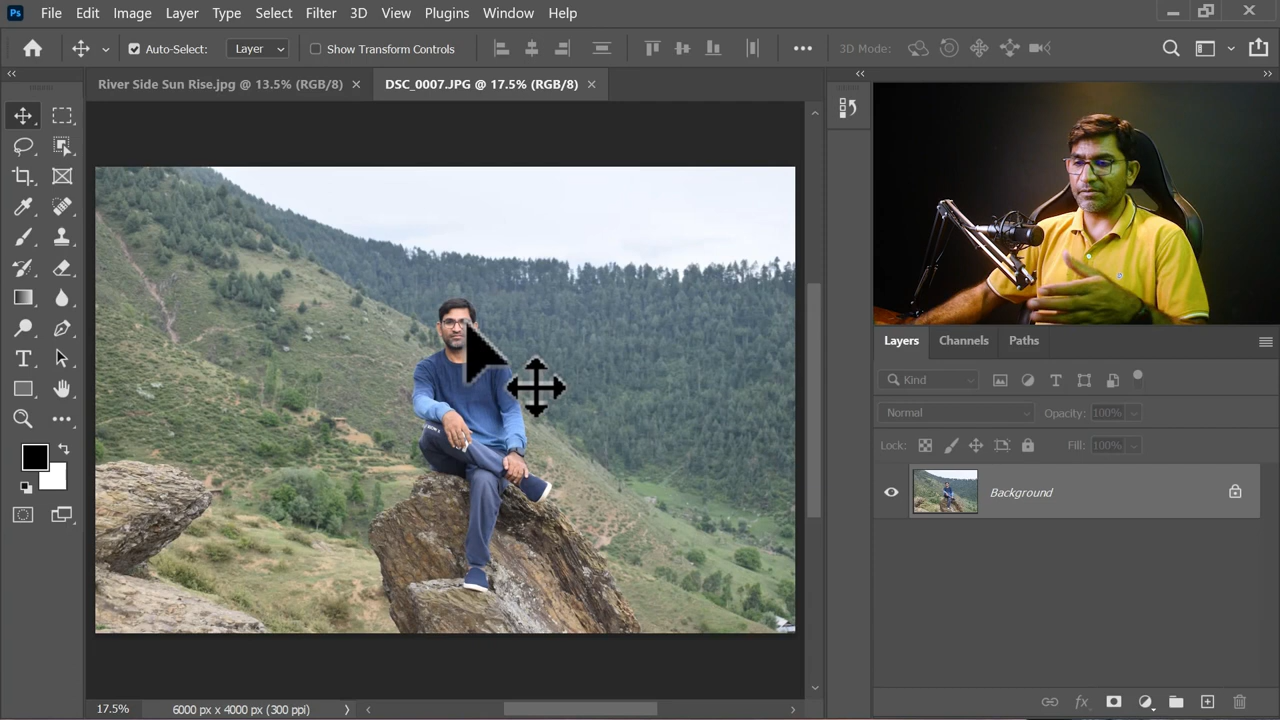 Ps File Edit Image Layer Type Select Filter 3D View Plugins Window Help
Auto-Select: Layer Show Transform Controls 3D Mode:
River Side Sun Rise.jpg @ 13.5% (RGB/8) DSC_0007.JPG @ 17.5% (RGB/8)
Layers Channels Paths
Kind
Normal Opacity: 100%
Lock: Fill: 100%
Background
17.5% 6000 px x 4000 px (300 ppi)